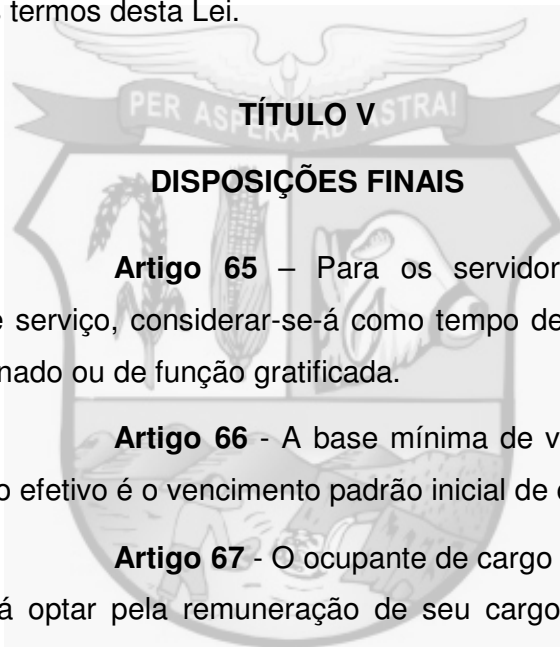 s termos desta Lei.
PER ASPERA AD ASTRA!
TÍTULO V
DISPOSIÇÕES FINAIS
Artigo 65 – Para os servidor
e serviço, considerar-se-á como tempo de
nado ou de função gratificada.
Artigo 66 - A base mínima de v
o efetivo é o vencimento padrão inicial de
Artigo 67 - O ocupante de cargo
á optar pela remuneração de seu cargo